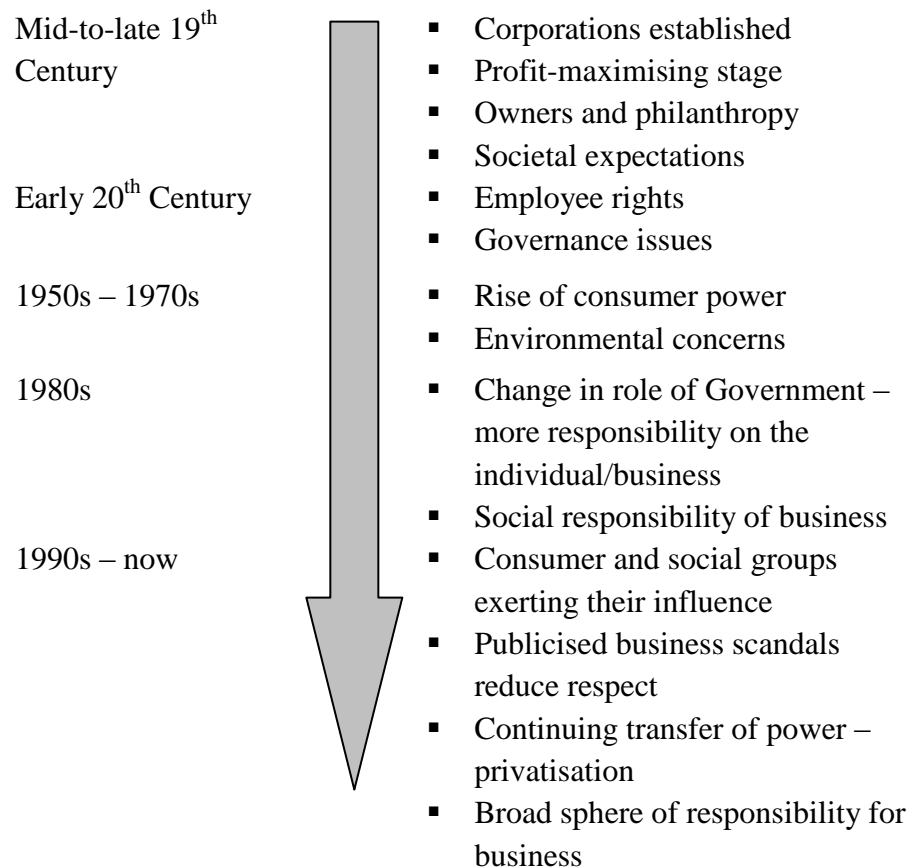 Mid-to-late 19th
Century
▪ Corporations established
▪ Profit-maximising stage
▪ Owners and philanthropy
▪ Societal expectations
Early 20th Century
▪ Employee rights
▪ Governance issues
1950s – 1970s
▪ Rise of consumer power
▪ Environmental concerns
1980s
▪ Change in role of Government –
more responsibility on the
individual/business
▪ Social responsibility of business
1990s – now
▪ Consumer and social groups
exerting their influence
▪ Publicised business scandals
reduce respect
▪ Continuing transfer of power –
privatisation
▪ Broad sphere of responsibility for
business